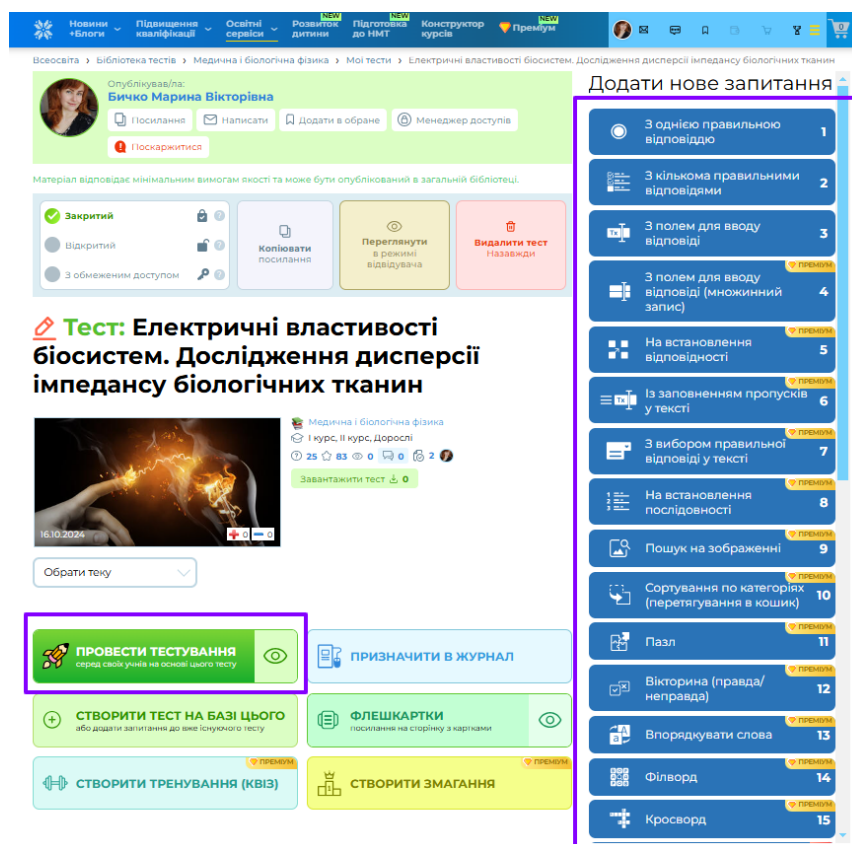 Новини +Блоги
Підвищення кваліфікації
Освітні сервіси
NEW
Розвиток дитини
NEW
Підготовка до НМТ
Конструктор курсів
NEW
Преміум
0
Всеосвіта › Бібліотека тестів › Медична і біологічна фізика › Мої тести › Електричні властивості біосистем. Дослідження дисперсії імпедансу біологічних тканин
Опублікував/ла:
Бичко Марина Вікторівна
Посилання
Написати
Додати в обране
Менеджер доступів
Поскаржитися
Матеріал відповідає мінімальним вимогам якості та може бути опублікований в загальній бібліотеці.
Закритий
Відкритий
З обмеженим доступом
Копіювати
посилання
Переглянути
в режимі
відвідувача
Видалити тест
Назавжди
Тест: Електричні
властивості
біосистем. Дослідження дисперсії
імпедансу біологічних тканин
16.10.2024
0
0
Медична і біологічна фізика
I курс, II курс, Дорослі
25 83 0 0 2
Завантажити тест 0
Обрати теку
ПРОВЕСТИ ТЕСТУВАННЯ
серед своїх учнів на основі цього тесту
ПРИЗНАЧИТИ В ЖУРНАЛ
СТВОРИТИ ТЕСТ НА БАЗІ ЦЬОГО
або додати запитання до вже існуючого тесту
ФЛЕШКАРТКИ
посилання на сторінку з картками
ПРЕМІУМ
СТВОРИТИ ТРЕНУВАННЯ (КВІЗ)
ПРЕМІУМ
СТВОРИТИ ЗМАГАННЯ
Додати нове запитання
З однією правильною
відповіддю
1
З кількома правильними
відповідями
2
З полем для вводу
відповіді
3
ПРЕМІУМ
З полем для вводу
відповіді (множинний
запис)
4
ПРЕМІУМ
На встановлення
відповідності
5
ПРЕМІУМ
Із заповненням пропусків
у тексті
6
ПРЕМІУМ
З вибором правильної
відповіді у тексті
7
ПРЕМІУМ
На встановлення
послідовності
8
ПРЕМІУМ
Пошук на зображенні
9
ПРЕМІУМ
Сортування по категоріях
(перетягування в кошик)
10
ПРЕМІУМ
Пазл
11
ПРЕМІУМ
Вікторина (правда/
неправда)
12
ПРЕМІУМ
Впорядкувати слова
13
ПРЕМІУМ
Філворд
14
ПРЕМІУМ
Кросворд
15